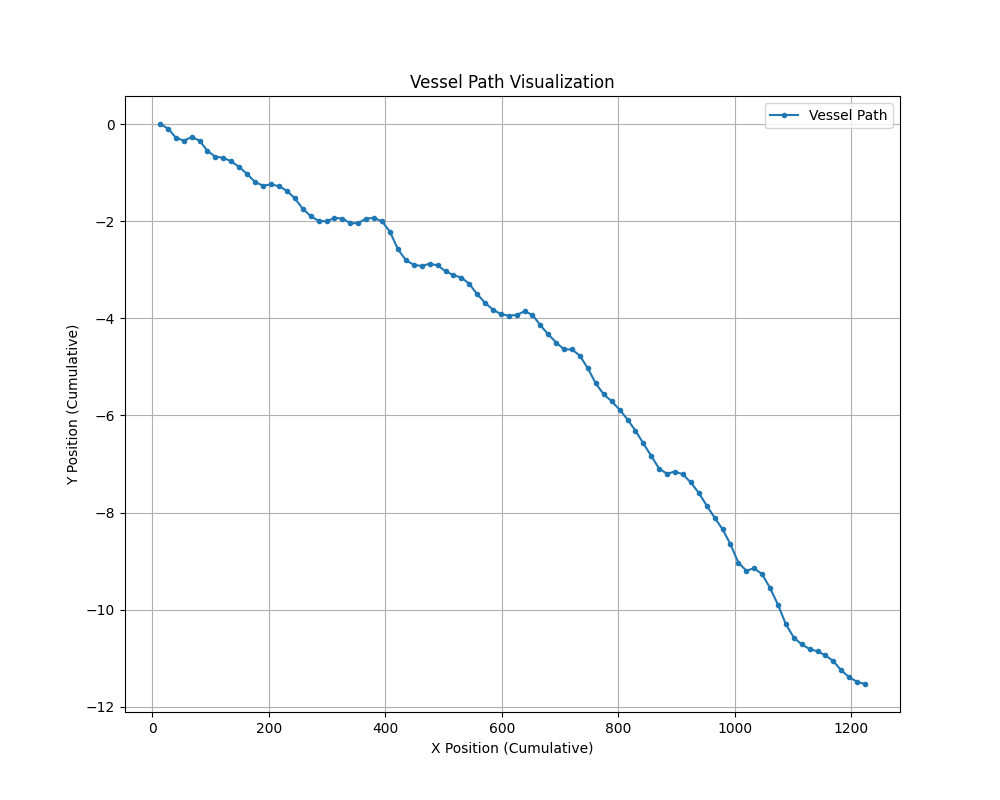 Vessel Path Visualization
Vessel Path
0
−2
−4
−6
−8
−10
−12
Y Position (Cumulative)
0 200 400 600 800 1000 1200
X Position (Cumulative)